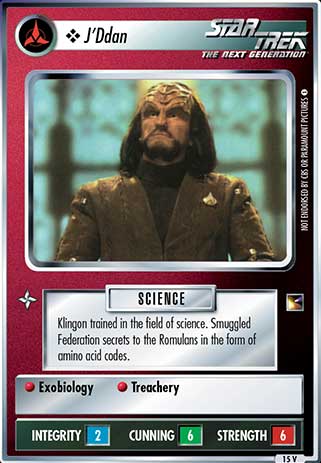 ❖ J'Ddan
STAR TREK
THE NEXT GENERATION
NOT ENDORSED BY CBS OR PARAMOUNT PICTURES
SCIENCE
Klingon trained in the field of science. Smuggled
Federation secrets to the Romulans in the form of
amino acid codes.
Exobiology Treachery
INTEGRITY 2 CUNNING 6 STRENGTH 6
15 V